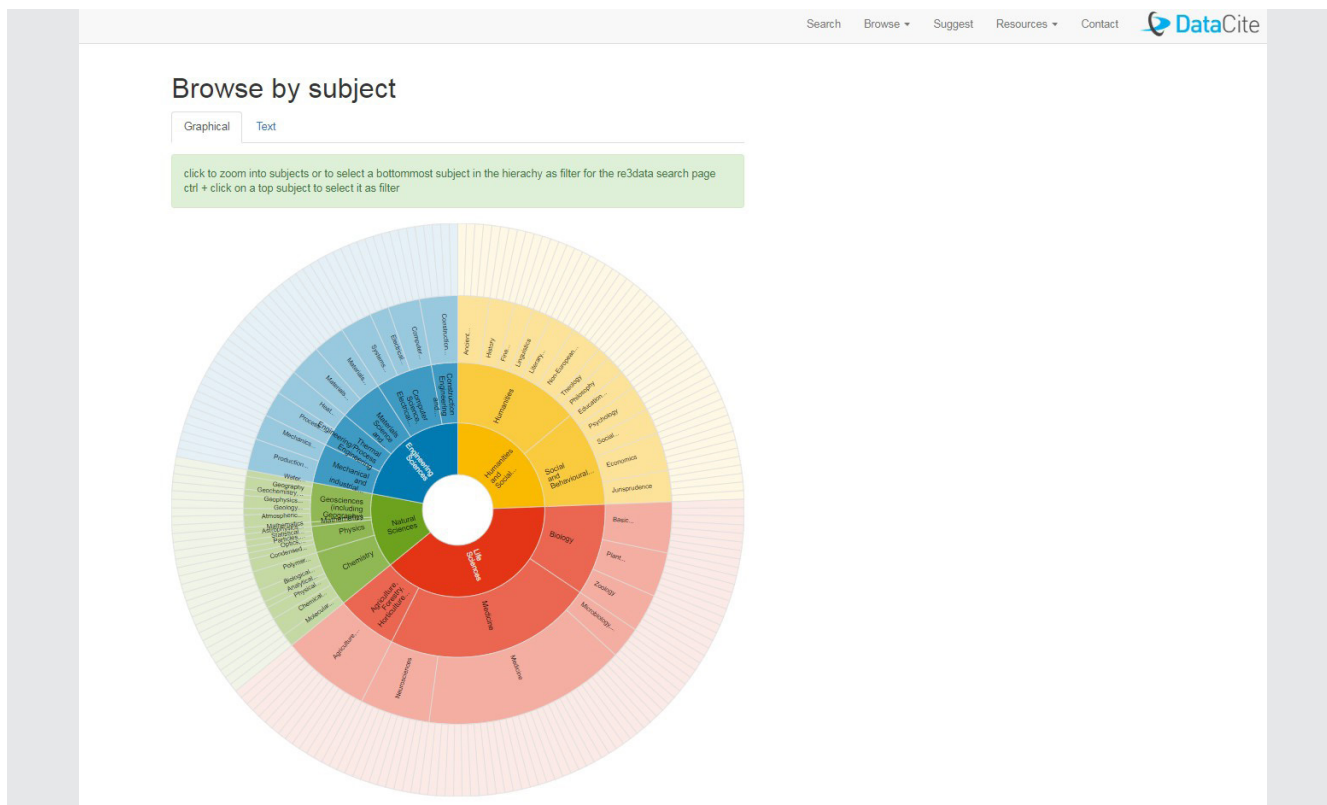 Search Browse Suggest Resources Contact DataCite
Browse by subject
Graphical Text
click to zoom into subjects or to select a bottommost subject in the hierachy as filter for the re3data search page
ctrl + click on a top subject to select it as filter
Humanities
and
Social...
Humanities
Ancient...
History
Fine...
Linguistics
Literary...
Non-European...
Theology
Philosophy
Social
and
Behavioural...
Education...
Psychology
Social...
Economics
Jurisprudence
Life
Sciences
Biology
Basic...
Plant...
Zoology
Medicine
Microbiology...
Medicine
Neurosciences
Agriculture,
Forestry,
Horticulture...
Agriculture...
Natural
Sciences
Chemistry
Molecular...
Chemical...
Physical...
Analytical...
Biological...
Polymer...
Physics
Condensed...
Optics...
Particles...
Statistical...
Astrophysics...
Mathematics
Mathematics
Geosciences
(including
Geography)
Atmospheric...
Geology...
Geophysics...
Geochemistry...
Geography
Water...
Engineering
Sciences
Mechanical
and
industrial
Production...
Mechanics...
Thermal
Engineering/Process
Engineering
Process...
Heat...
Materials
Science
and
Materials...
Materials...
Computer
Science,
Electrical...
Systems...
Electrical...
Computer...
Construction
Engineering
and
Construction...